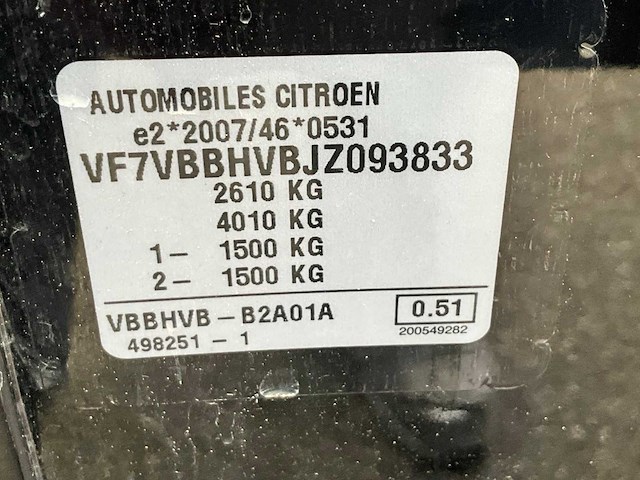 AUTOMOBILES CITROEN
e2*2007/46*0531
VF7VBBHVBJZ093833
2610 KG
4010 KG
1- 1500 KG
2- 1500 KG
VBBHVB-B2A01A 0.51
498251-1 200549282